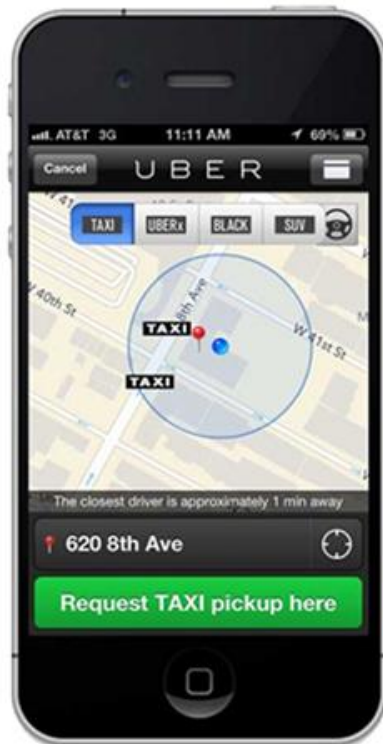 AT&T 3G 11:11 AM 69%
Cancel UBER
TAXI UBERx BLACK SUV
W 40th St
8th Ave
W 41st St
TAXI
TAXI
The closest driver is approximately 1 min away
620 8th Ave
Request TAXI pickup here